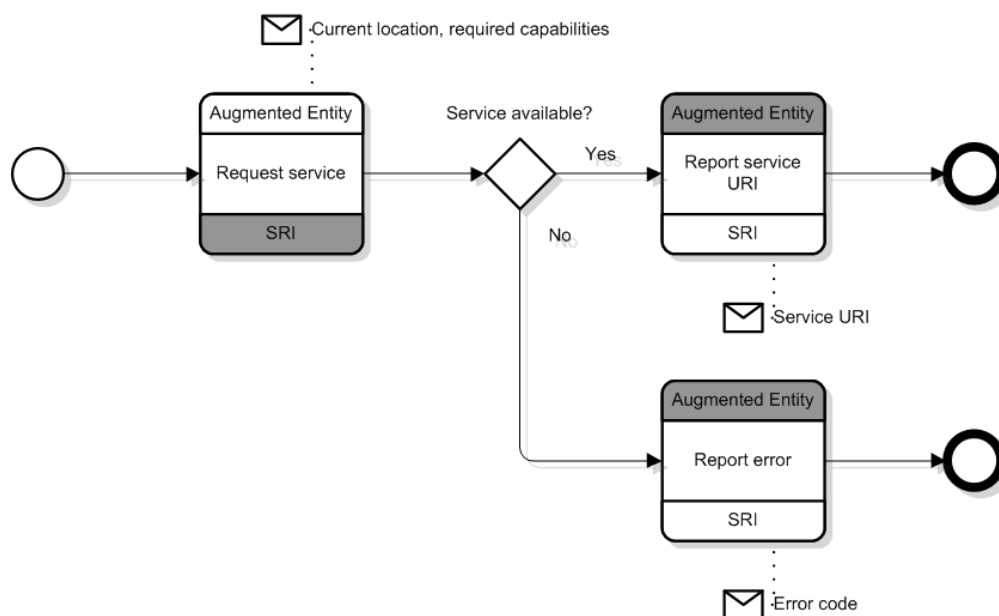 Current location, required capabilities
Augmented Entity
Request service
SRI
Service available?
Yes
No
Augmented Entity
Report service
URI
SRI
Service URI
Augmented Entity
Report error
SRI
Error code